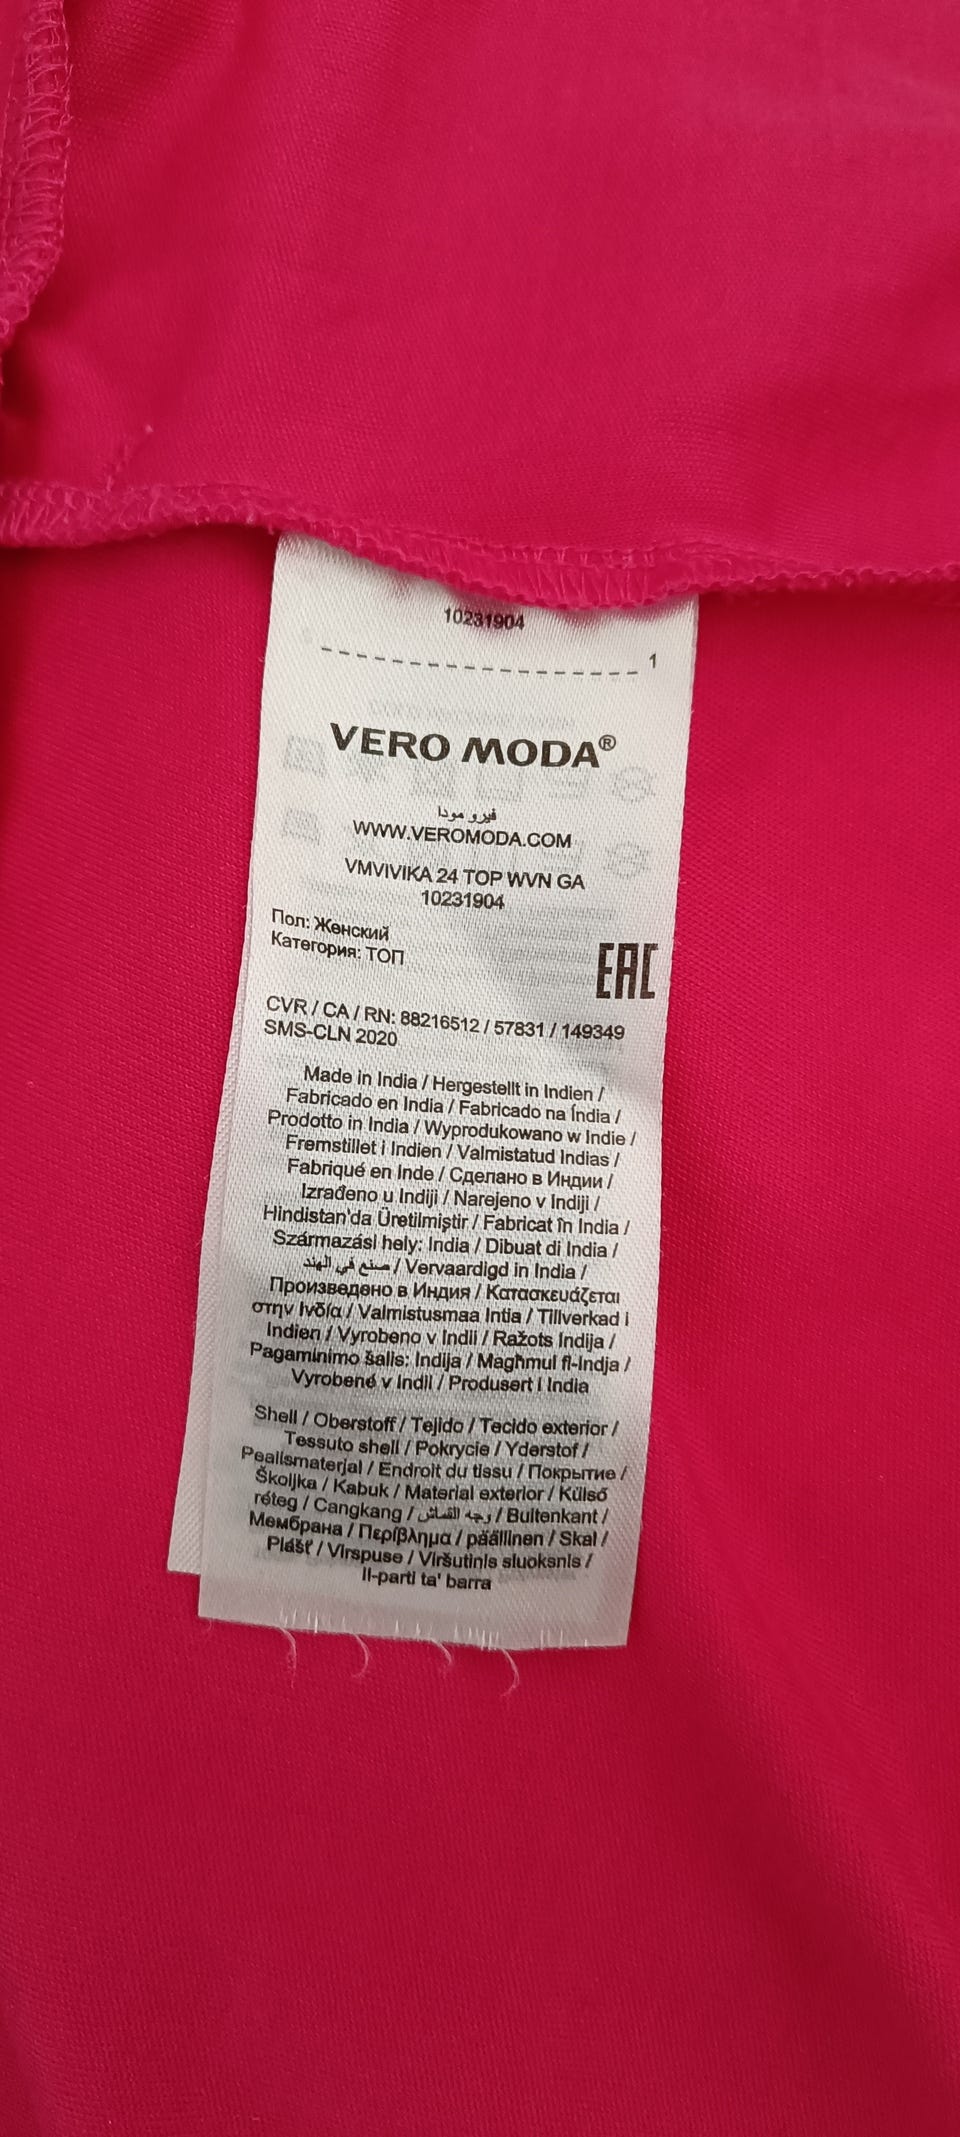 10231904
1
VERO MODA®
فيرو مودا
WWW.VEROMODA.COM
VMVIVIKA 24 TOP WVN GA
10231904
Пол: Женский
Категория: ТОП
EAC
CVR / CA / RN: 88216512 / 57831 / 149349
SMS-CLN 2020
Made in India / Hergestellt in Indien /
Fabricado en India / Fabricado na Índia /
Prodotto in India / Wyprodukowano w Indie /
Fremstillet i Indien / Valmistatud Indias /
Fabriqué en Inde / Сделано в Индии /
Izrađeno u Indiji / Narejeno v Indiji /
Hindistan'da Üretilmiştir / Fabricat în India /
Származási hely: India / Dibuat di India /
صنع في الهند / Vervaardigd in India /
Произведено в Индия / Κατασκευάζεται
στην Ινδία / Valmistusmaa Intia / Tillverkad i
Indien / Vyrobeno v Indii / Ražots Indija /
Pagaminimo šalis: Indija / Magħmul fl-Indja /
Vyrobené v Indii / Produsert i India
Shell / Oberstoff / Tejido / Tecido exterior /
Tessuto shell / Pokrycie / Yderstof /
Pealismaterjal / Endroit du tissu / Покрытие /
Školjka / Kabuk / Material exterior / Külső
réteg / Cangkang / وجه القماش / Buitenkant /
Мембрана / Περίβλημα / päällinen / Skal /
Plášť / Virspuse / Viršutinis sluoksnis /
Il-parti ta' barra